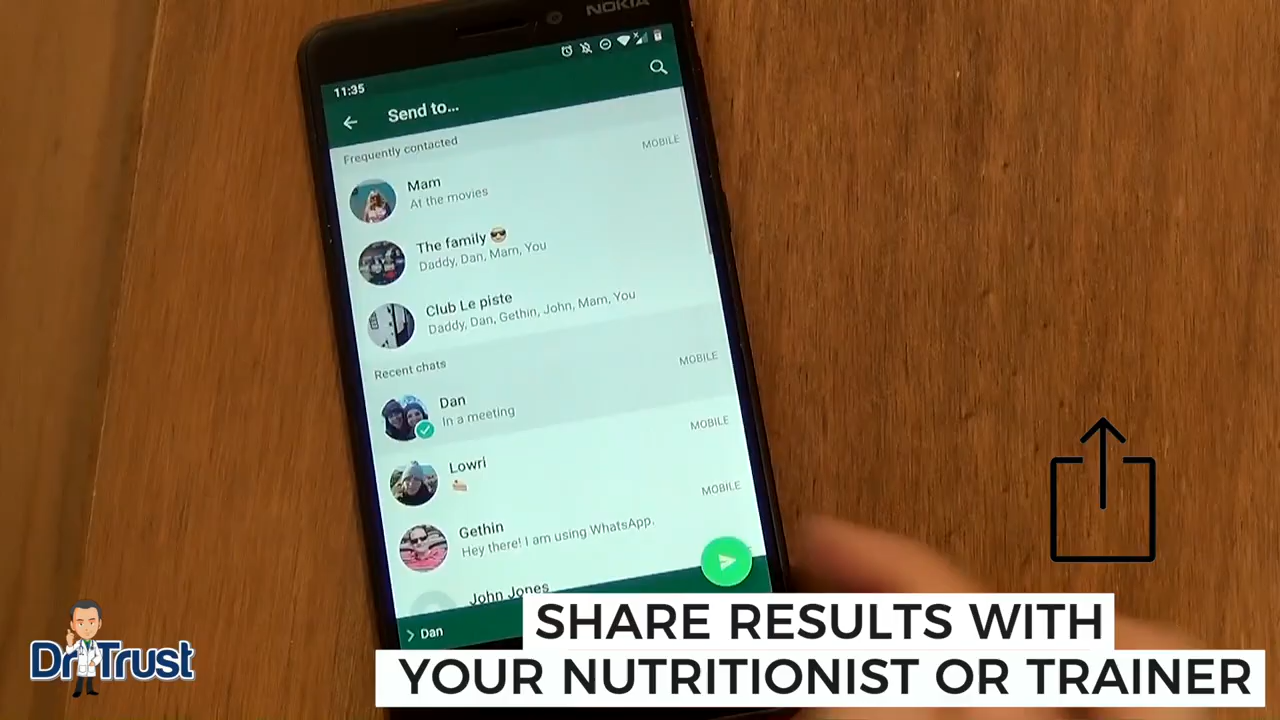 NOKIA
11:35
Send to...
Frequently contacted
MOBILE
Mam
At the movies
The family 😎
Daddy, Dan, Mam, You
Club Le piste
Daddy, Dan, Gethin, John, Mam, You
Recent chats
MOBILE
Dan
In a meeting
MOBILE
Lowri
🍰
MOBILE
Gethin
Hey there! I am using WhatsApp.
John Jones
Dan
SHARE RESULTS WITH
YOUR NUTRITIONIST OR TRAINER
Dr Trust